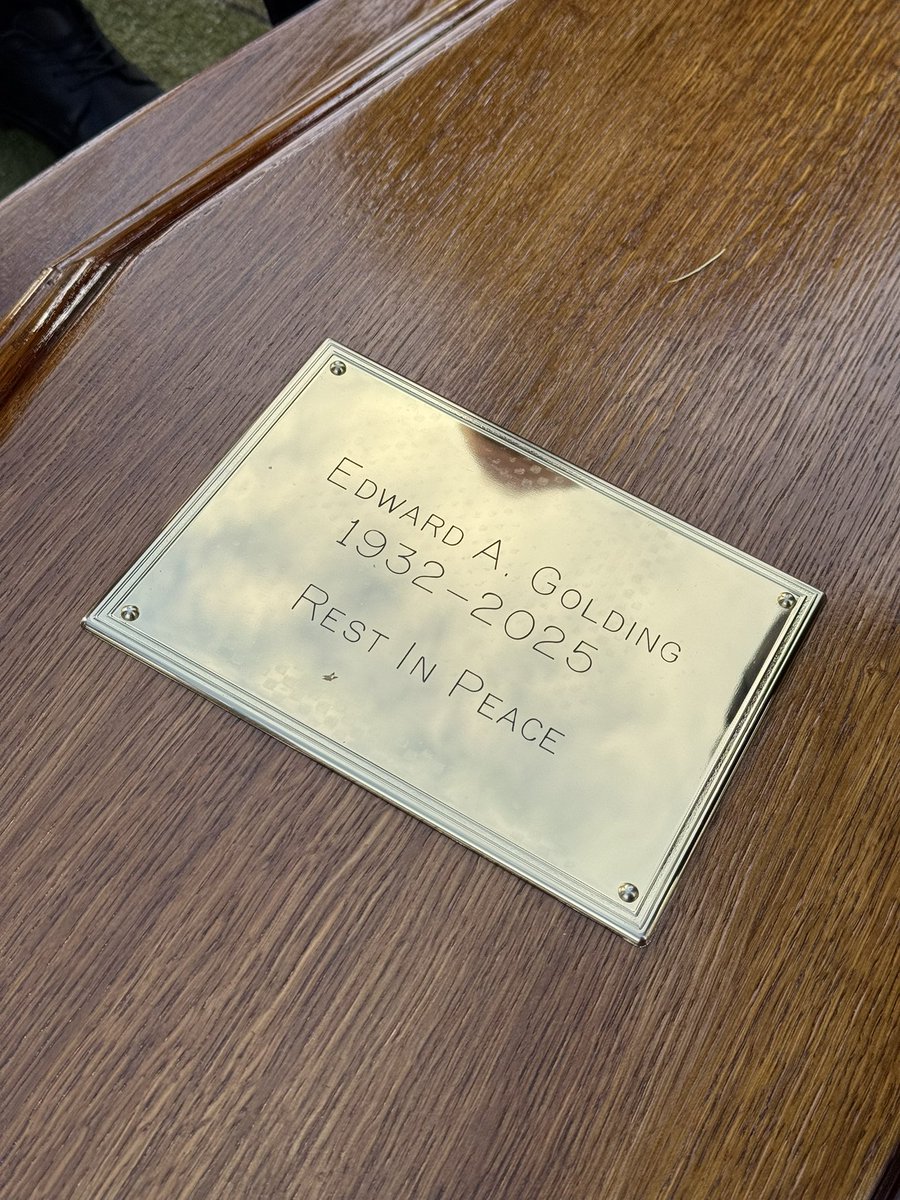 Edward A. Golding
1932-2025
Rest In Peace